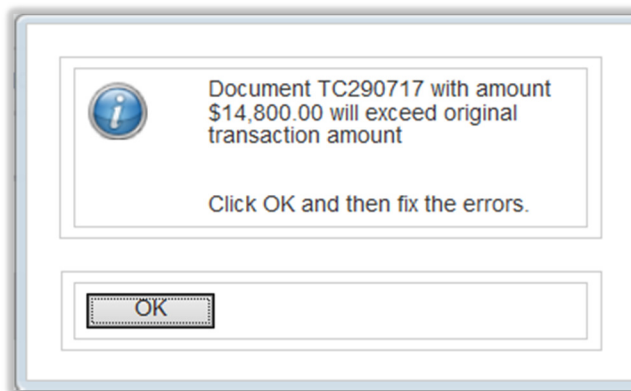 Document TC290717 with amount
$14,800.00 will exceed original
transaction amount
Click OK and then fix the errors.
OK